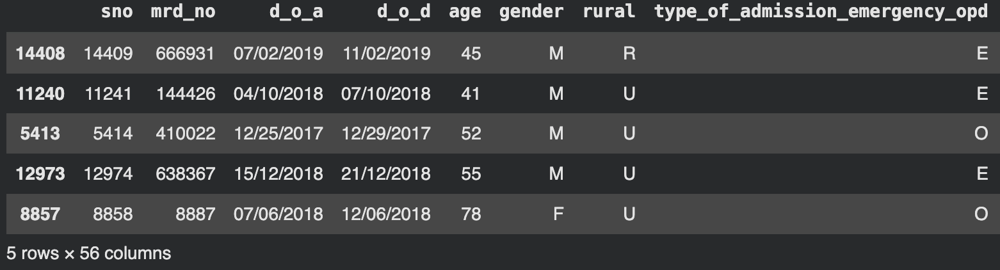 sno mrd_no d_o_a d_o_d age gender rural type_of_admission_emergency_opd
14408 14409 666931 07/02/2019 11/02/2019 45 M R E
11240 11241 144426 04/10/2018 07/10/2018 41 M U E
5413 5414 410022 12/25/2017 12/29/2017 52 M U O
12973 12974 638367 15/12/2018 21/12/2018 55 M U E
8857 8858 8887 07/06/2018 12/06/2018 78 F U O
5 rows × 56 columns